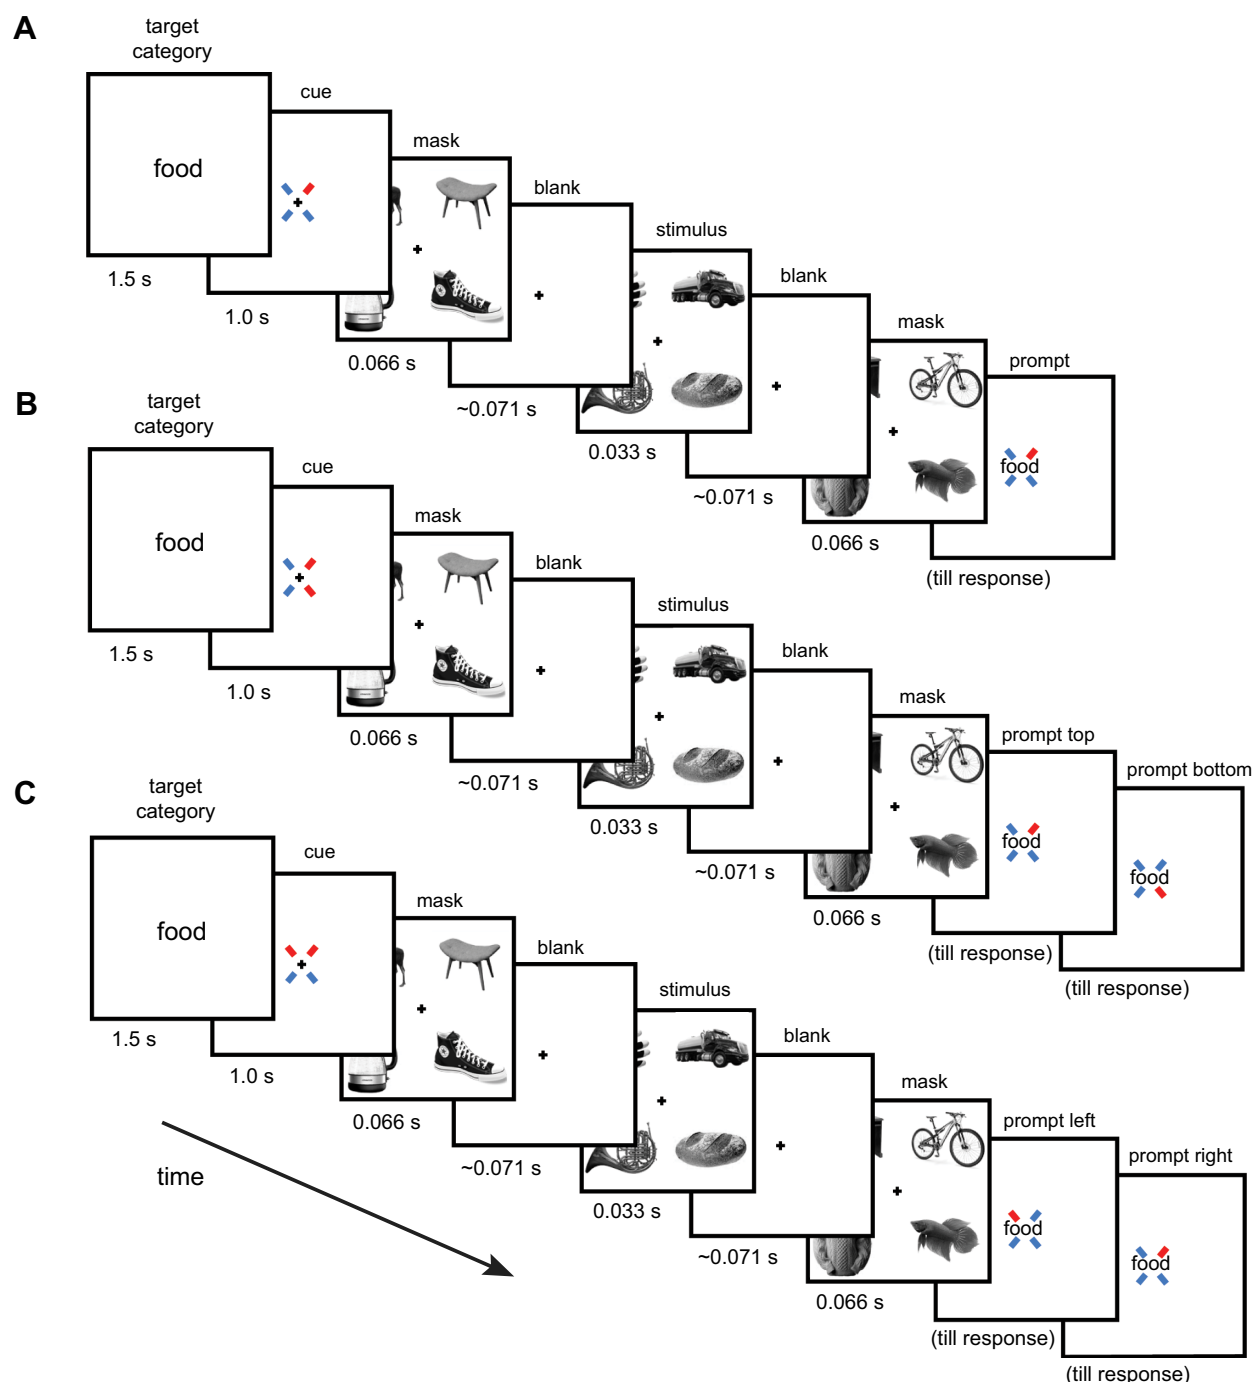 A
target
category
food
1.5 s
cue
1.0 s
mask
0.066 s
blank
~0.071 s
stimulus
0.033 s
blank
~0.071 s
mask
0.066 s
prompt
food
(till response)
B
target
category
food
1.5 s
cue
1.0 s
mask
0.066 s
blank
~0.071 s
stimulus
0.033 s
blank
~0.071 s
mask
0.066 s
prompt top
food
(till response)
prompt bottom
food
(till response)
C
target
category
food
1.5 s
cue
1.0 s
mask
0.066 s
blank
~0.071 s
stimulus
0.033 s
blank
~0.071 s
mask
0.066 s
prompt left
food
(till response)
prompt right
food
(till response)
time